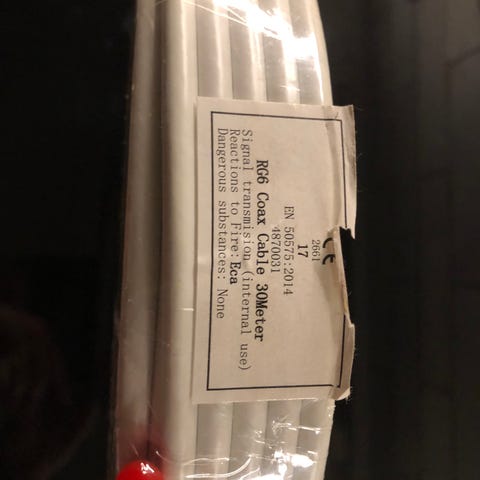 CE
2661
17
EN 50575:2014
4870031
RG6 Coax Cable 30Meter
Signal transmision (internal use)
Reactions to Fire: Eca
Dangerous substances: None